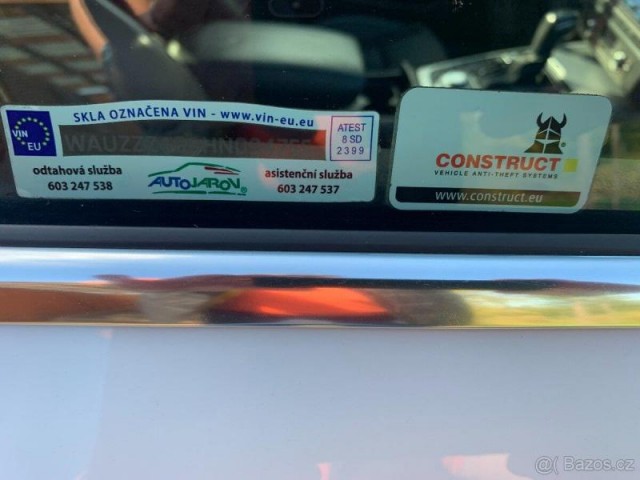 SKLA OZNAČENA VIN - www.vin-eu.eu
VIN
EU
ATEST
8 SD
2399
odtahová služba
603 247 538
AUTOJAROV
asistenční služba
603 247 537
CONSTRUCT
VEHICLE ANTI-THEFT SYSTEMS
www.construct.eu
© Bazos.cz